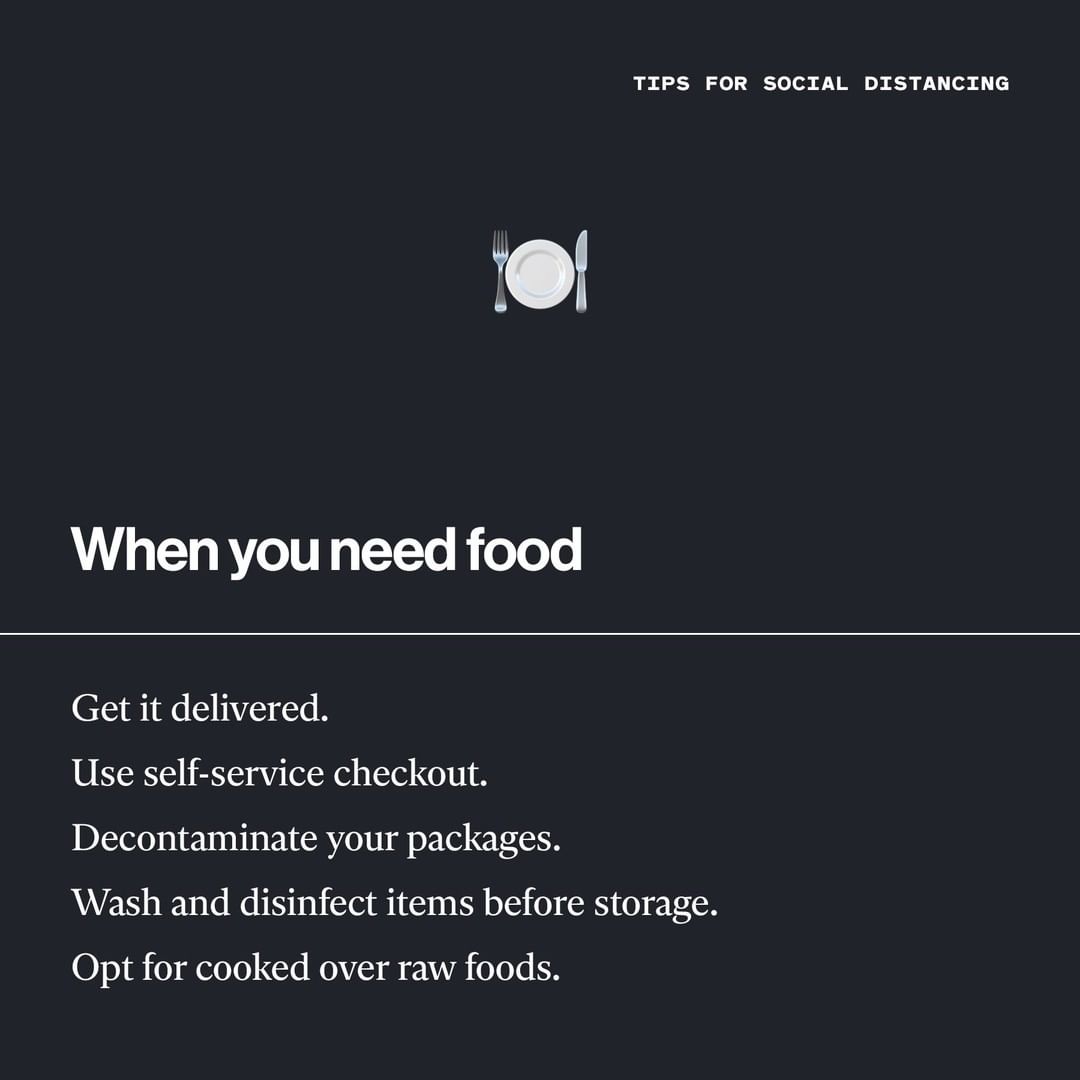 TIPS FOR SOCIAL DISTANCING
When you need food
Get it delivered.
Use self-service checkout.
Decontaminate your packages.
Wash and disinfect items before storage.
Opt for cooked over raw foods.